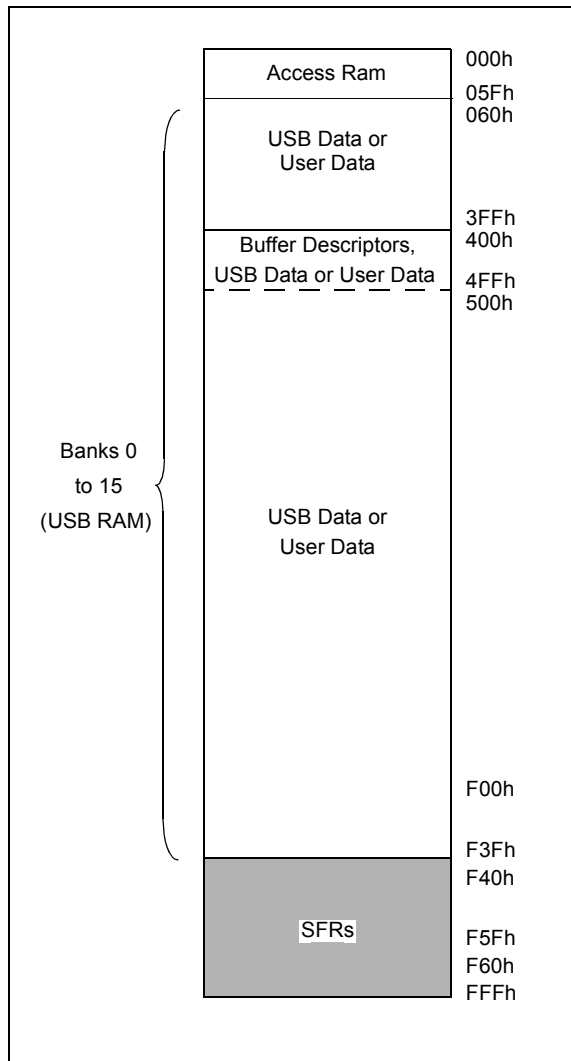 000h
Access Ram
05Fh
060h
USB Data or
User Data
3FFh
400h
Buffer Descriptors,
USB Data or User Data
4FFh
500h
Banks 0
to 15
(USB RAM)
USB Data or
User Data
F00h
F3Fh
F40h
SFRs
F5Fh
F60h
FFFh